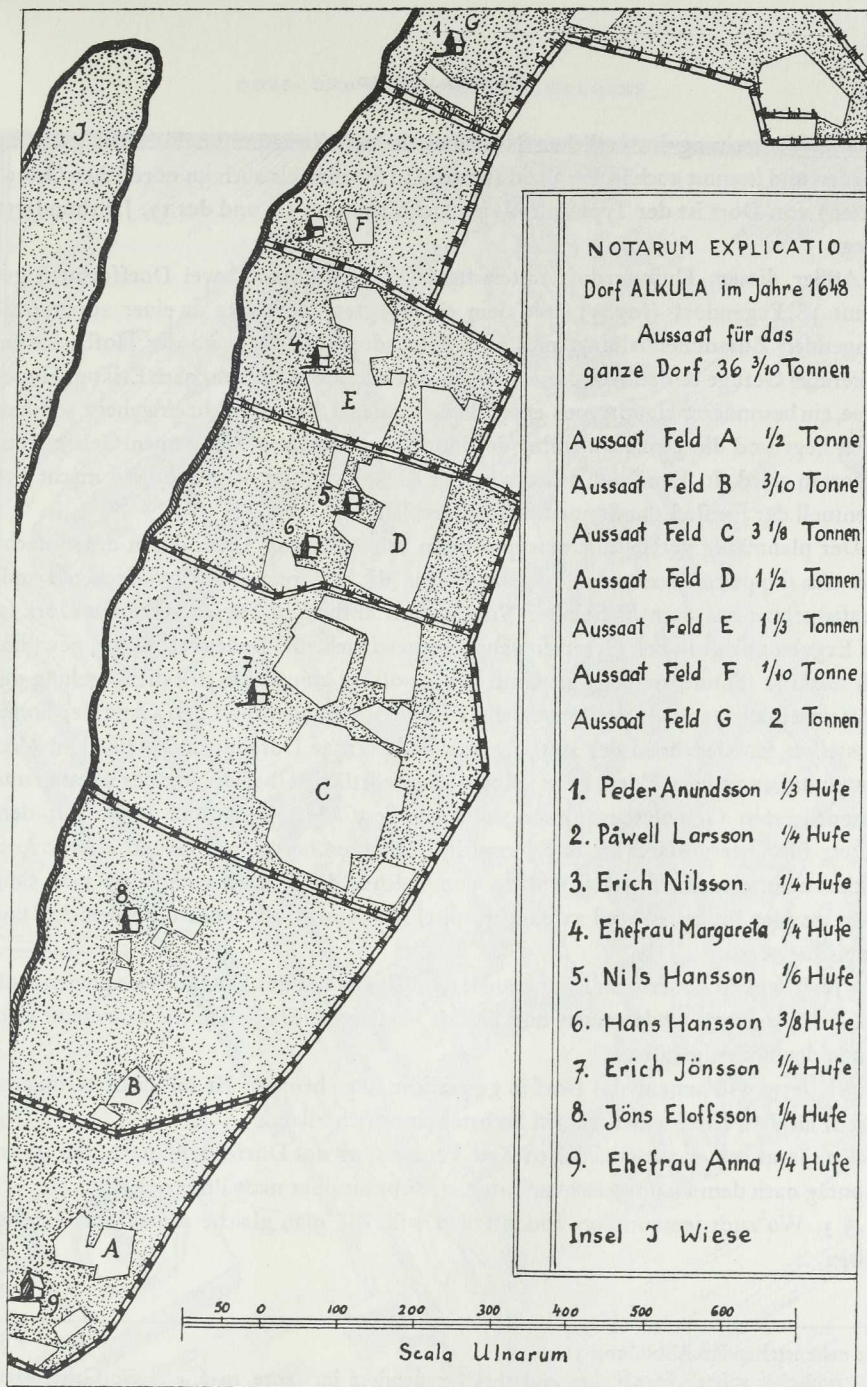 1 G
J
2 F
4
E
5
6 D
7
C
8
B
A
9
NOTARUM EXPLICATIO
Dorf ALKULA im Jahre 1648
Aussaat für das
ganze Dorf 36 3/10 Tonnen
Aussaat Feld A 1/2 Tonne
Aussaat Feld B 3/10 Tonne
Aussaat Feld C 3 1/8 Tonnen
Aussaat Feld D 1 1/2 Tonnen
Aussaat Feld E 1 1/3 Tonnen
Aussaat Feld F 1/10 Tonne
Aussaat Feld G 2 Tonnen
1. Peder Anundsson 1/3 Hufe
2. Påwell Larsson 1/4 Hufe
3. Erich Nilsson 1/4 Hufe
4. Ehefrau Margareta 1/4 Hufe
5. Nils Hansson 1/6 Hufe
6. Hans Hansson 3/8 Hufe
7. Erich Jönsson 1/4 Hufe
8. Jöns Eloffsson 1/4 Hufe
9. Ehefrau Anna 1/4 Hufe
Insel J Wiese
50 0 100 200 300 400 500 600
Scala Ulnarum